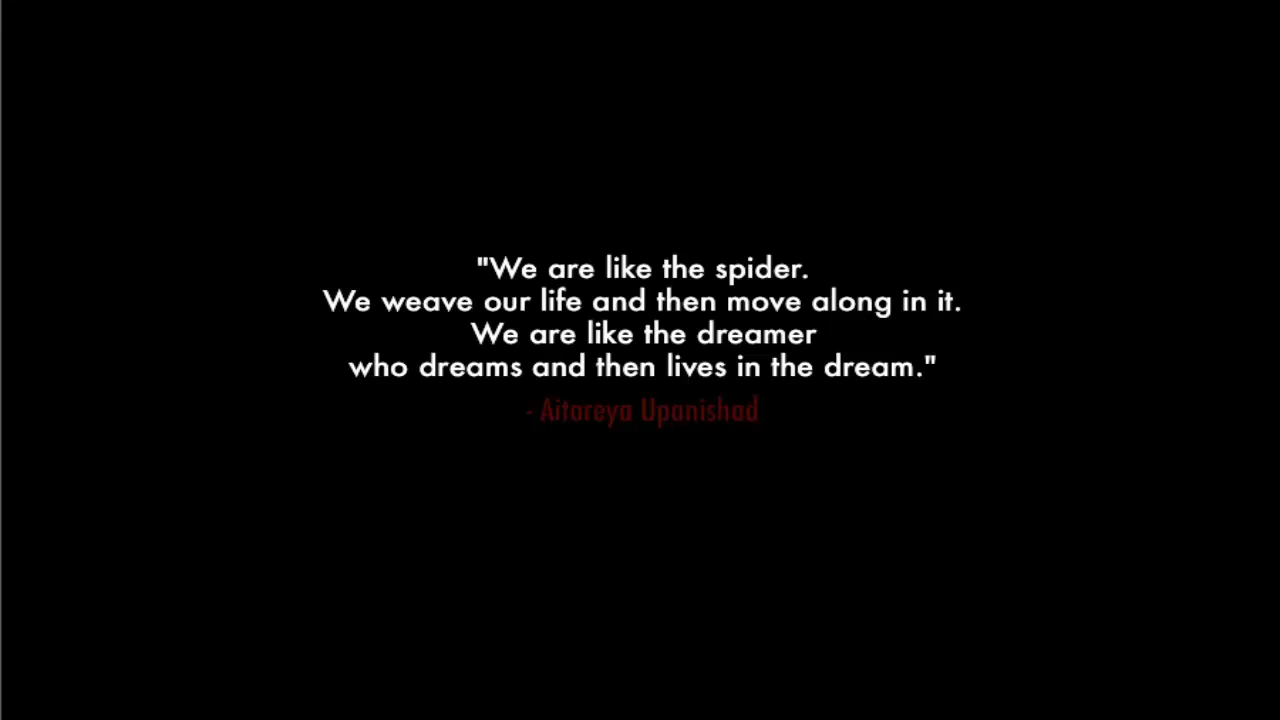 "We are like the spider.
We weave our life and then move along in it.
We are like the dreamer
who dreams and then lives in the dream."
- Aitareya Upanishad